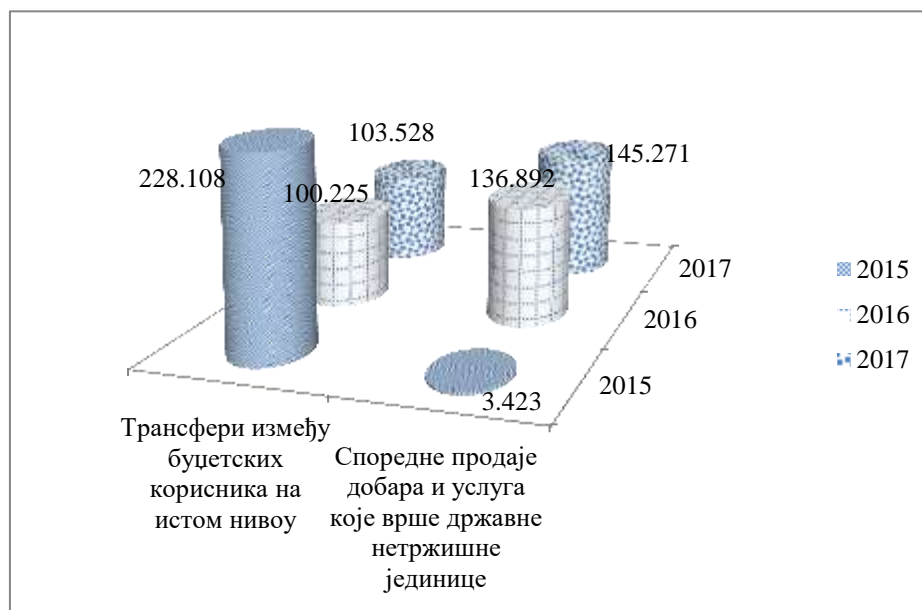 103.528
145.271
228.108
100.225
136.892
2017
2016
2015
3.423
2015
2016
2017
Трансфери између
буџетских
корисника на
истом нивоу
Споредне продаје
добара и услуга
које врше државне
нетржишне
јединице